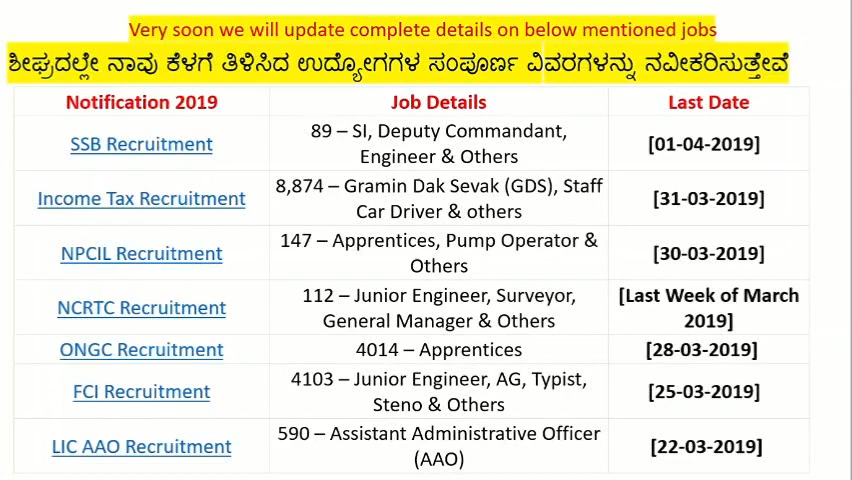 Very soon we will update complete details on below mentioned jobs
ಶೀಘ್ರದಲ್ಲೇ ನಾವು ಕೆಳಗೆ ತಿಳಿಸಿದ ಉದ್ಯೋಗಗಳ ಸಂಪೂರ್ಣ ವಿವರಗಳನ್ನು ನವೀಕರಿಸುತ್ತೇವೆ
Notification 2019 Job Details Last Date
SSB Recruitment 89 – SI, Deputy Commandant,
Engineer & Others [01-04-2019]
Income Tax Recruitment 8,874 – Gramin Dak Sevak (GDS), Staff
Car Driver & others [31-03-2019]
NPCIL Recruitment 147 – Apprentices, Pump Operator &
Others [30-03-2019]
NCRTC Recruitment 112 – Junior Engineer, Surveyor,
General Manager & Others [Last Week of March
2019]
ONGC Recruitment 4014 – Apprentices [28-03-2019]
FCI Recruitment 4103 – Junior Engineer, AG, Typist,
Steno & Others [25-03-2019]
LIC AAO Recruitment 590 – Assistant Administrative Officer
(AAO) [22-03-2019]